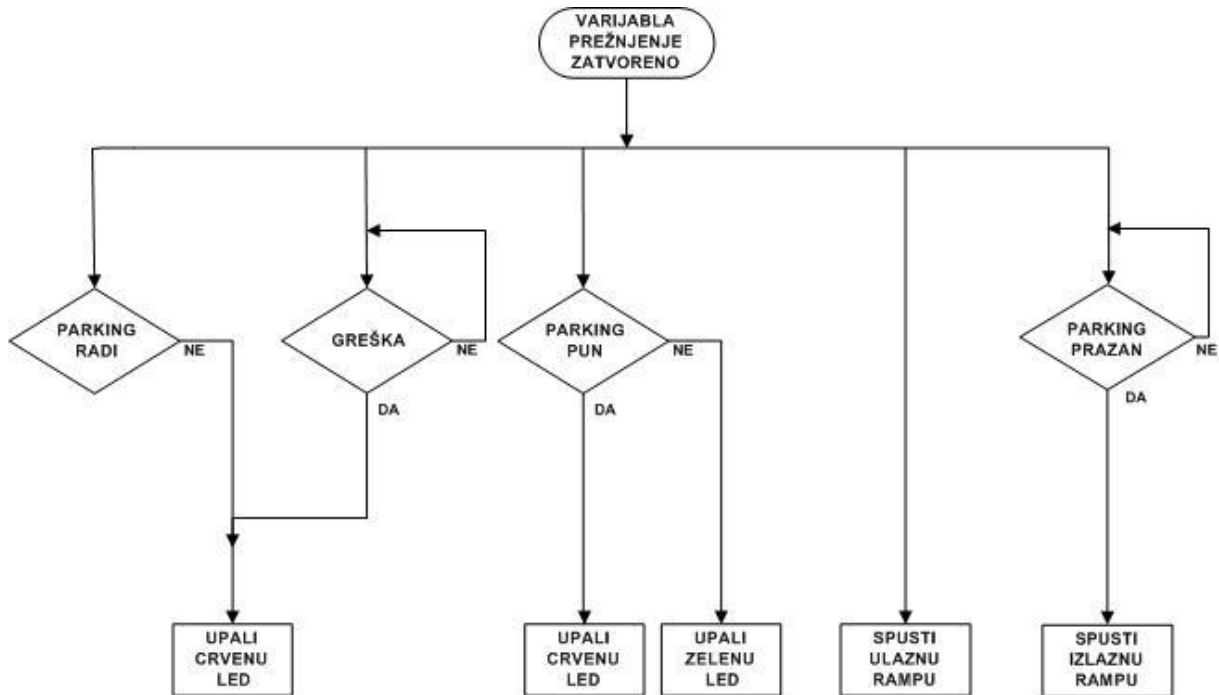 VARIJABLA
PREŽNJENJE
ZATVORENO
PARKING
RADI
NE
GREŠKA
NE
DA
PARKING
PUN
NE
DA
PARKING
PRAZAN
NE
DA
UPALI
CRVENU
LED
UPALI
CRVENU
LED
UPALI
ZELENU
LED
SPUSTI
ULAZNU
RAMPU
SPUSTI
IZLAZNU
RAMPU